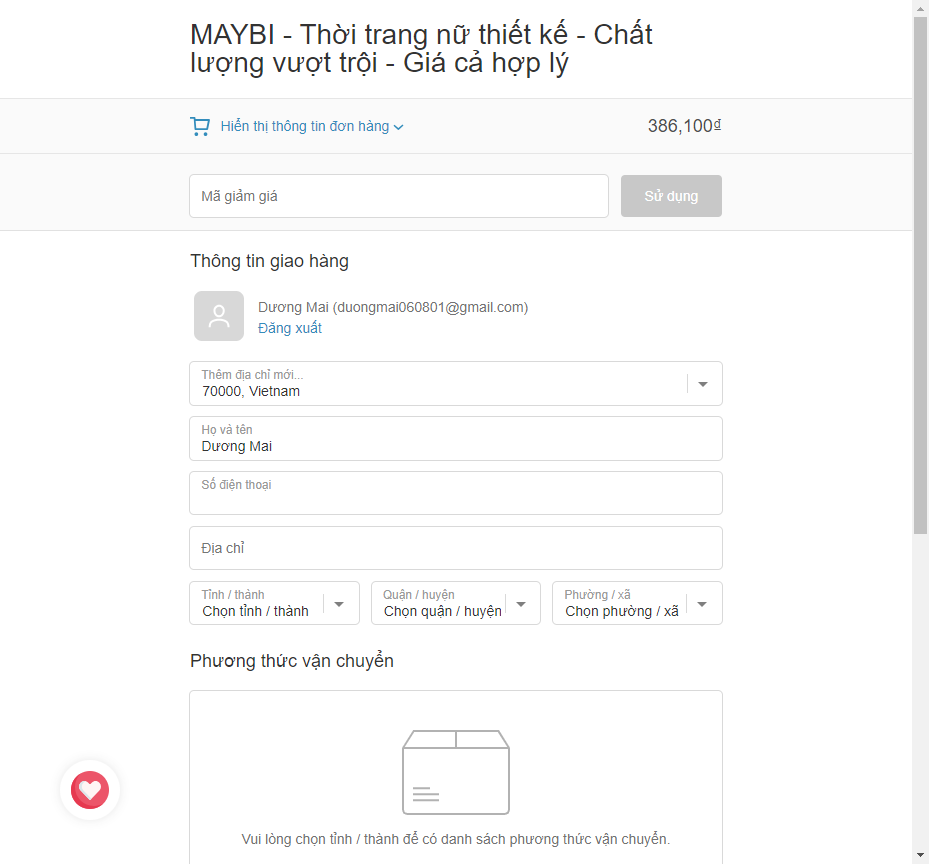 MAYBI - Thời trang nữ thiết kế - Chất
lượng vượt trội - Giá cả hợp lý
Hiển thị thông tin đơn hàng
386,100₫
Mã giảm giá
Sử dụng
Thông tin giao hàng
Dương Mai (duongmai060801@gmail.com)
Đăng xuất
Thêm địa chỉ mới...
70000, Vietnam
Họ và tên
Dương Mai
Số điện thoại
Địa chỉ
Tỉnh / thành
Chọn tỉnh / thành
Quận / huyện
Chọn quận / huyện
Phường / xã
Chọn phường / xã
Phương thức vận chuyển
Vui lòng chọn tỉnh / thành để có danh sách phương thức vận chuyển.